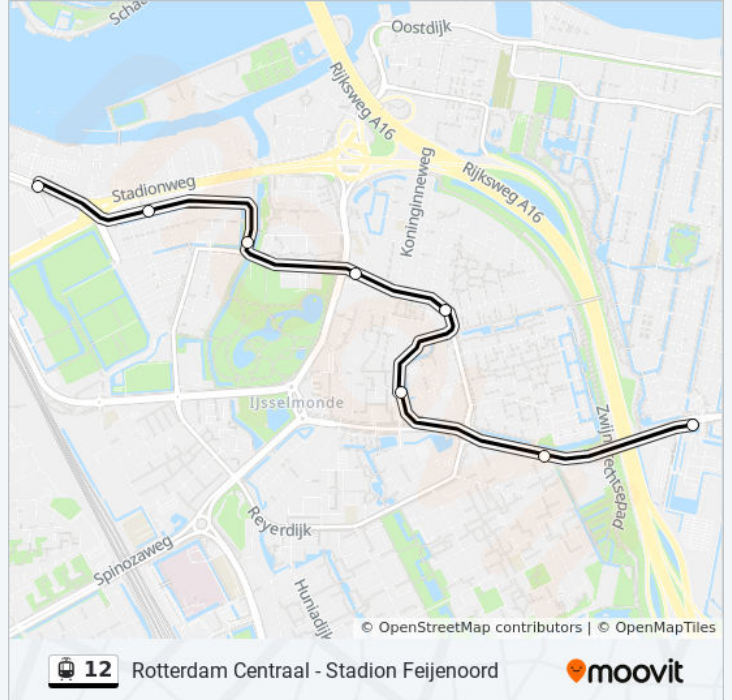 Scha
Oostdijk
Rijksweg A16
Koninginneweg
Rijksweg A16
Stadionweg
IJsselmonde
Zwijndrechtsepad
Reyerdijk
Spinozaweg
Huniadijk
© OpenStreetMap contributors | © OpenMapTiles
12 Rotterdam Centraal - Stadion Feijenoord
moovit